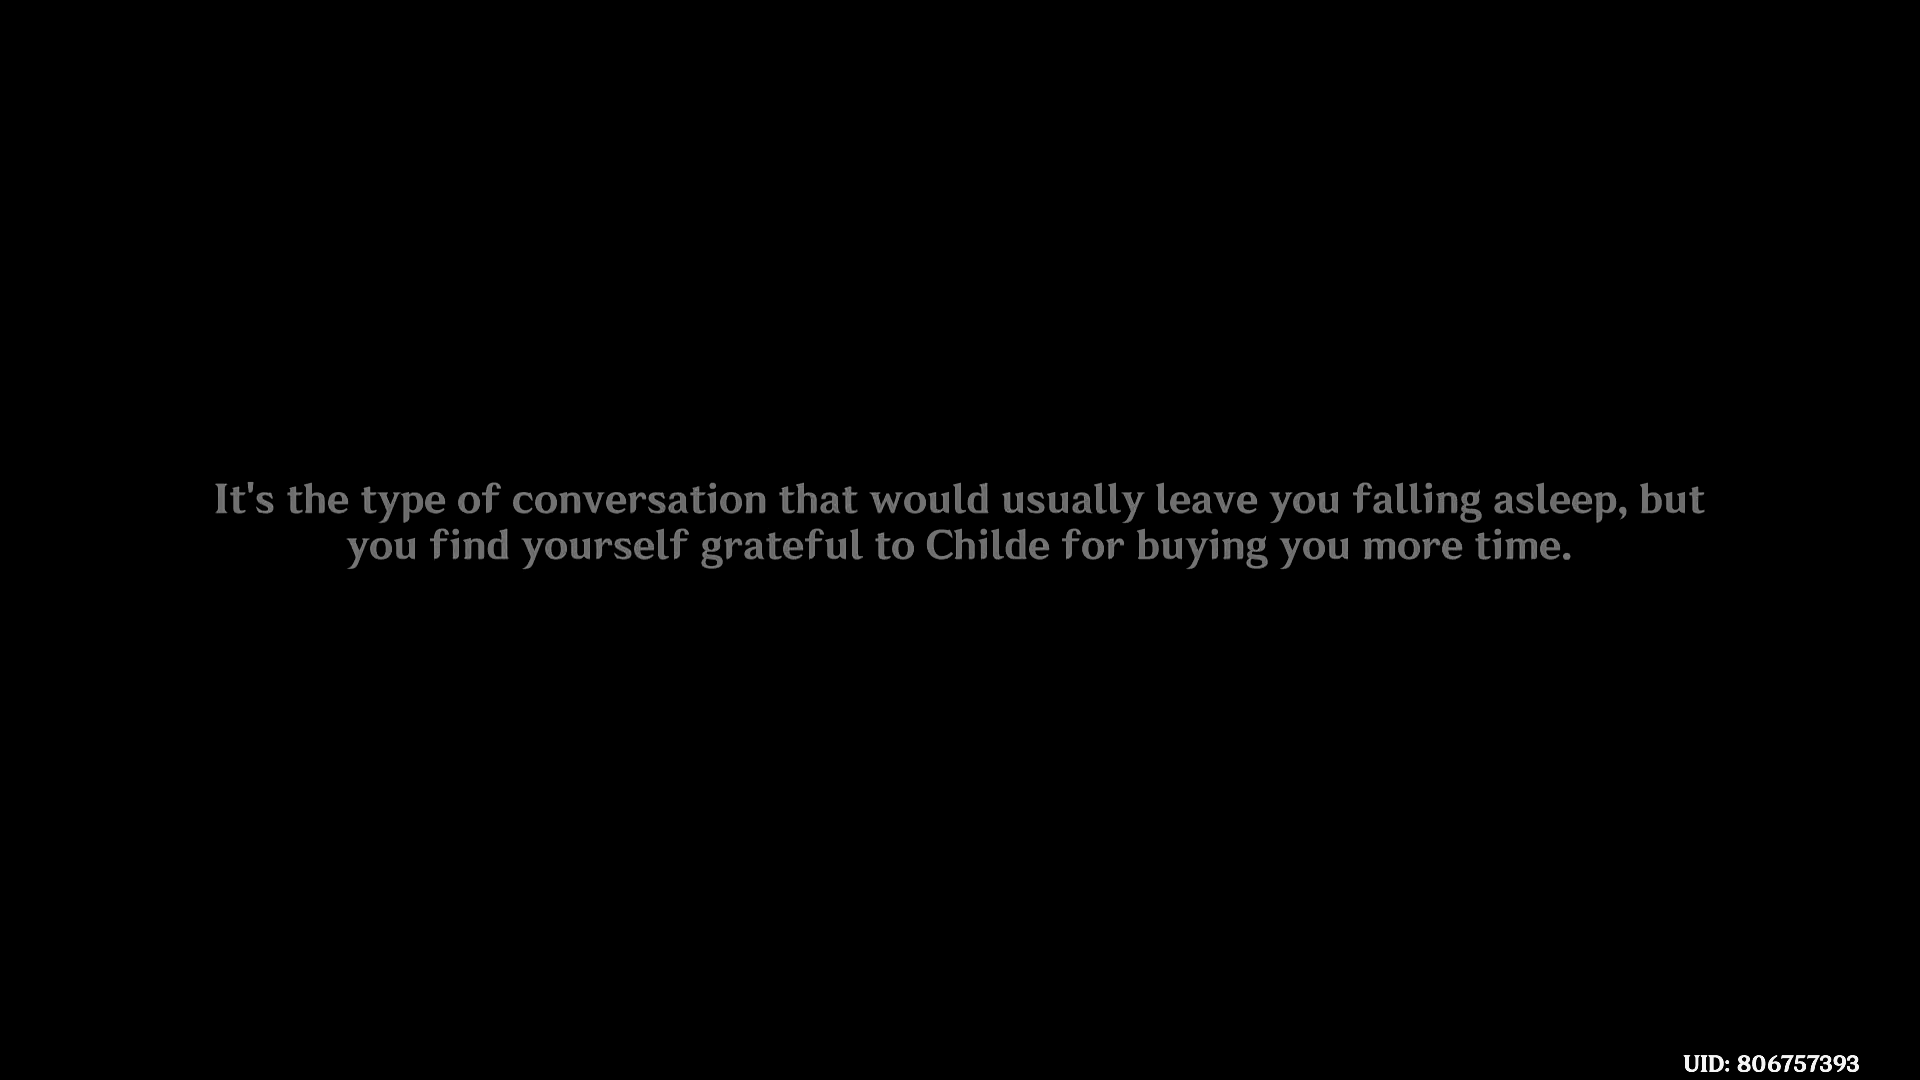 It's the type of conversation that would usually leave you falling asleep, but
you find yourself grateful to Childe for buying you more time.
UID: 806757393